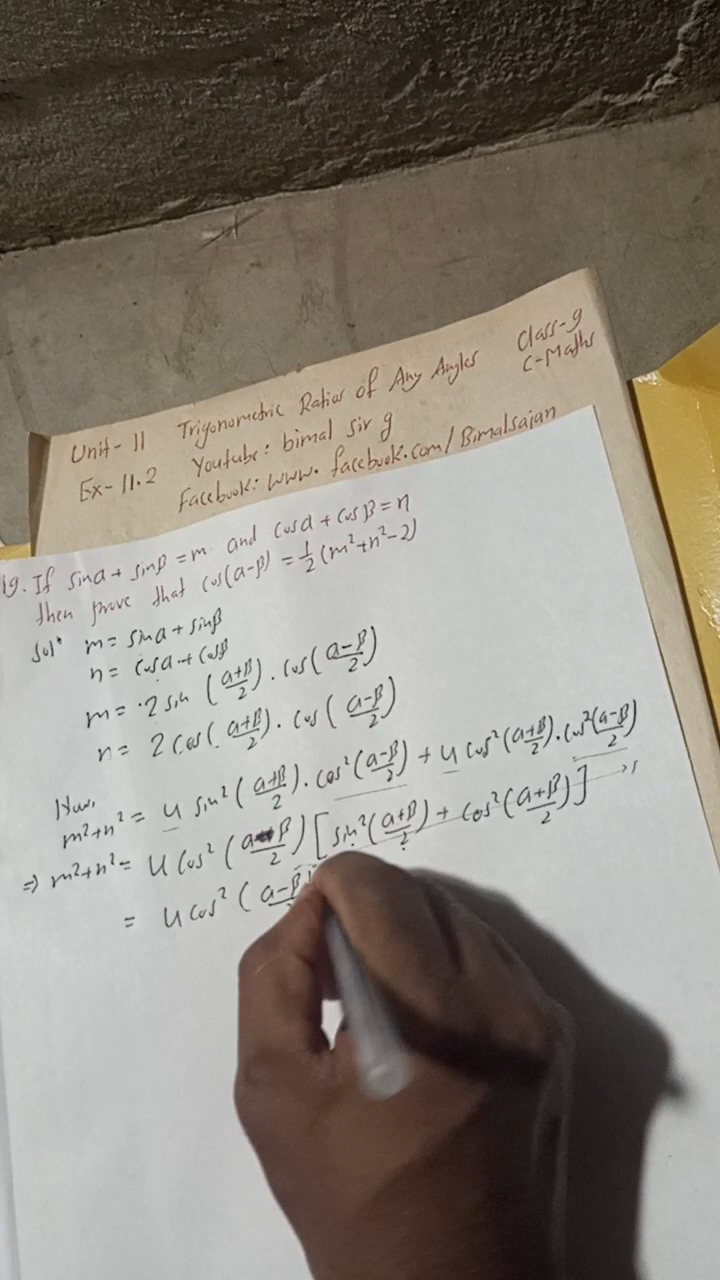 Unit-11 Trigonometric Ratios of Any Angles Class-9
Ex-11.2 Youtube: bimal sir g C-Maths
Facebook: www.facebook.com/Bimalsajan
19. If sinα + sinβ = m and cosα + cosβ = n
then prove that cos(α-β) = 1/2 (m²+n²-2)
Solⁿ m = sinα + sinβ
n = cosα + cosβ
m = 2 sin (α+β/2) . cos (α-β/2)
n = 2 cos (α+β/2) . cos (α-β/2)
Now,
m²+n² = 4 sin² (α+β/2) . cos² (α-β/2) + 4 cos² (α+β/2) . cos² (α-β/2)
⇒ m²+n² = 4 cos² (α-β/2) [sin² (α+β/2) + cos² (α+β/2)] → 1
= 4 cos² (α-β